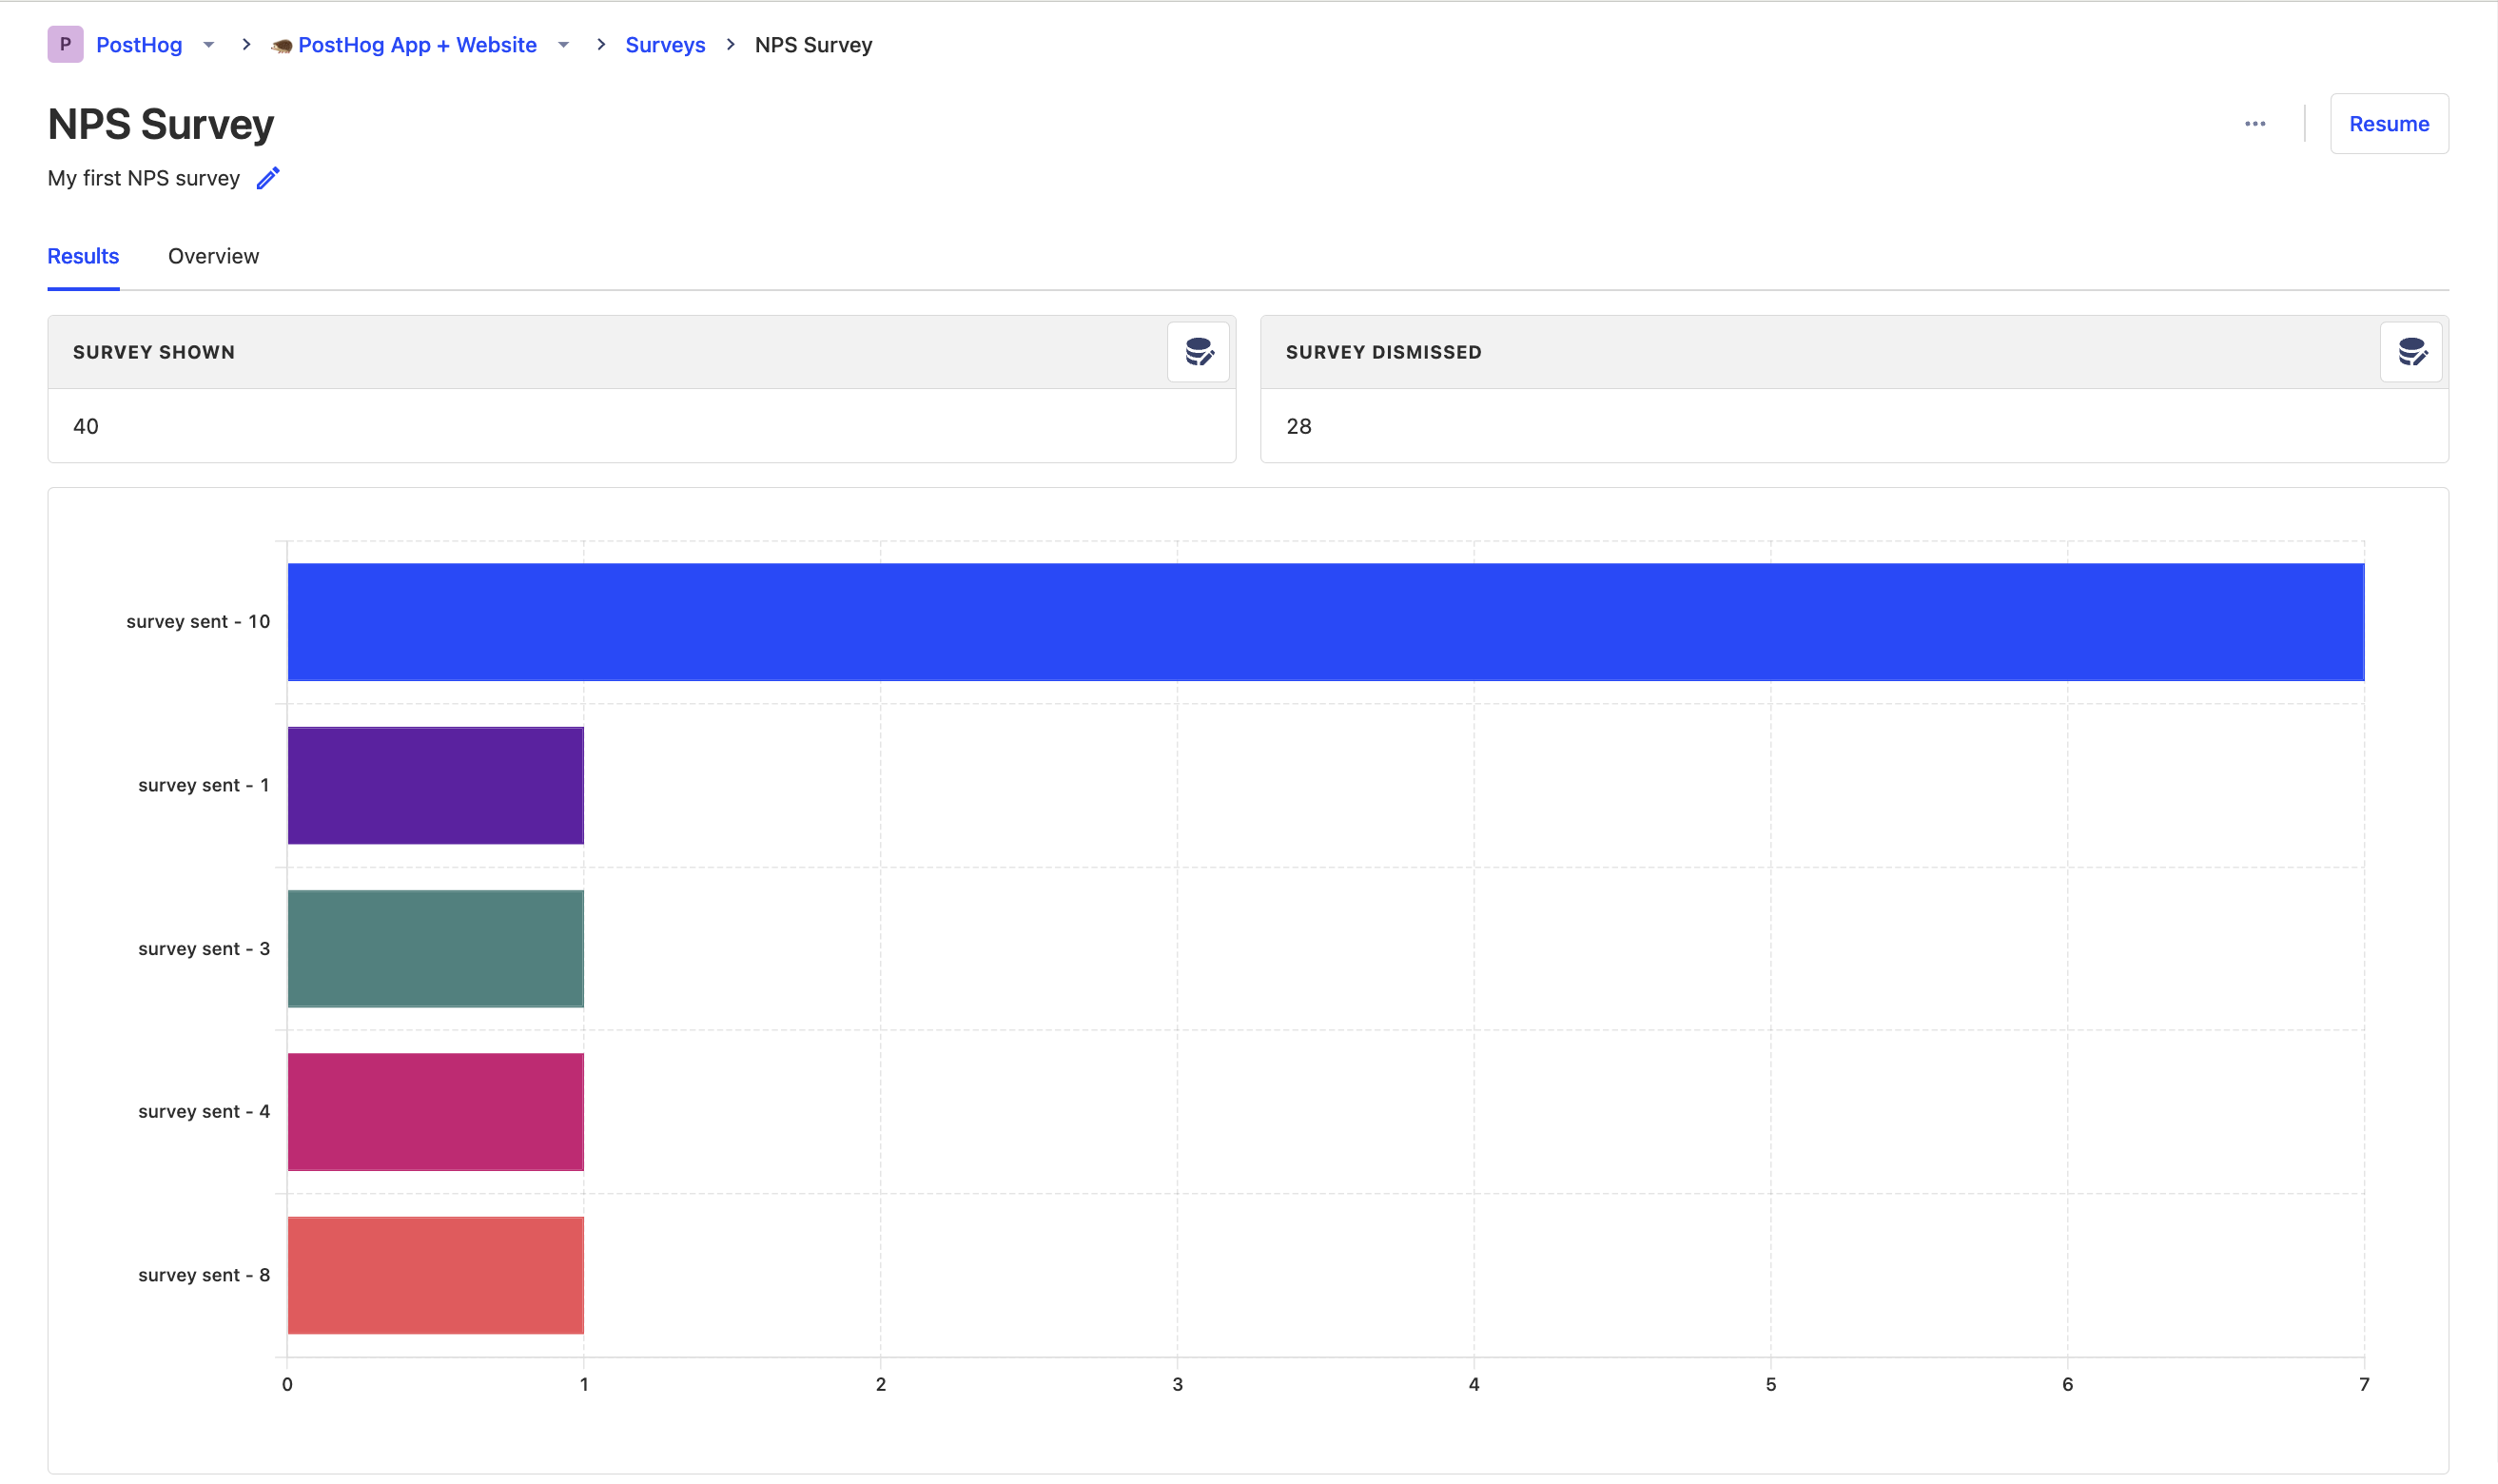 P PostHog > PostHog App + Website > Surveys > NPS Survey
NPS Survey
Resume
My first NPS survey
Results Overview
SURVEY SHOWN
40
SURVEY DISMISSED
28
survey sent - 10
survey sent - 1
survey sent - 3
survey sent - 4
survey sent - 8
0 1 2 3 4 5 6 7